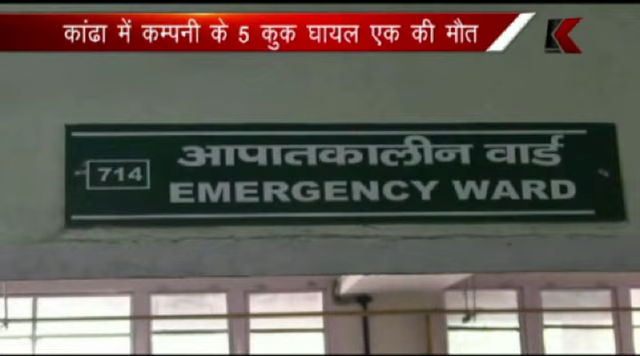 कांढा में कम्पनी के 5 कुक घायल एक की मौत
K
714
आपातकालीन वार्ड
EMERGENCY WARD